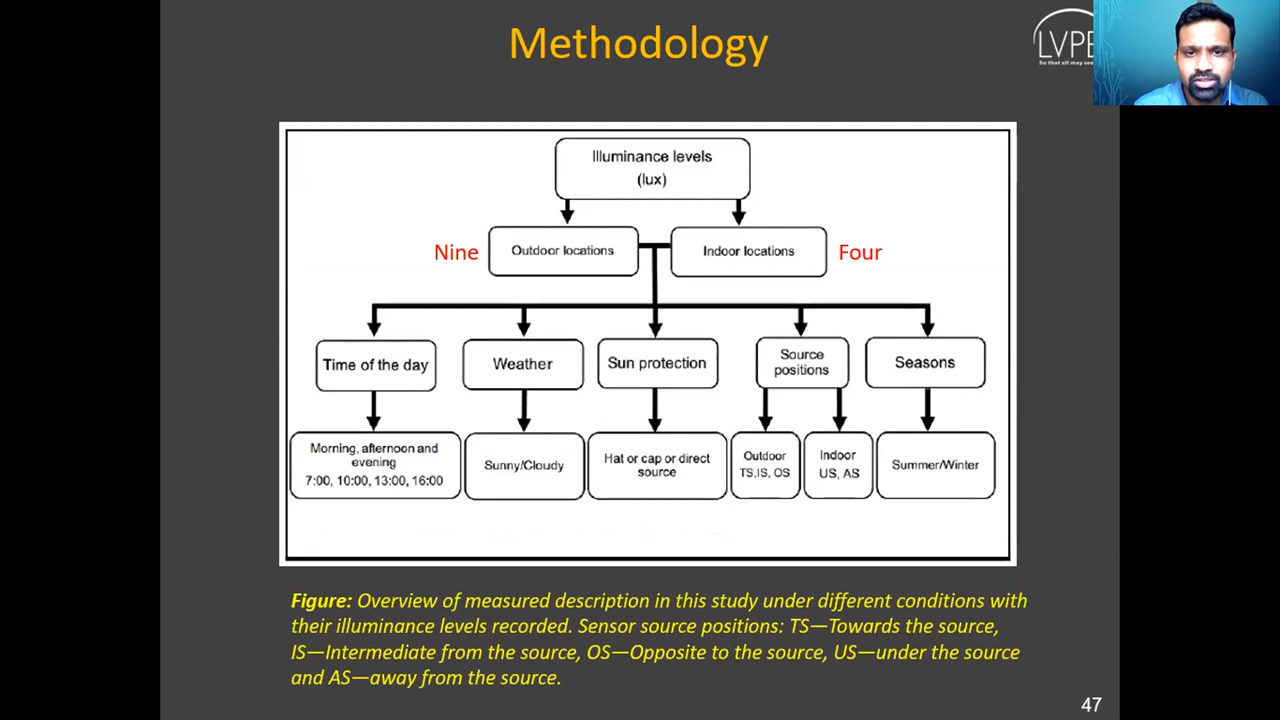 Methodology
LVPE
So that all may see
Illuminance levels
(lux)
Nine
Outdoor locations
Indoor locations
Four
Time of the day
Weather
Sun protection
Source
positions
Seasons
Morning, afternoon and
evening
7:00, 10:00, 13:00, 16:00
Sunny/Cloudy
Hat or cap or direct
source
Outdoor
TS,IS, OS
Indoor
US, AS
Summer/Winter
Figure: Overview of measured description in this study under different conditions with
their illuminance levels recorded. Sensor source positions: TS—Towards the source,
IS—Intermediate from the source, OS—Opposite to the source, US—under the source
and AS—away from the source.
47